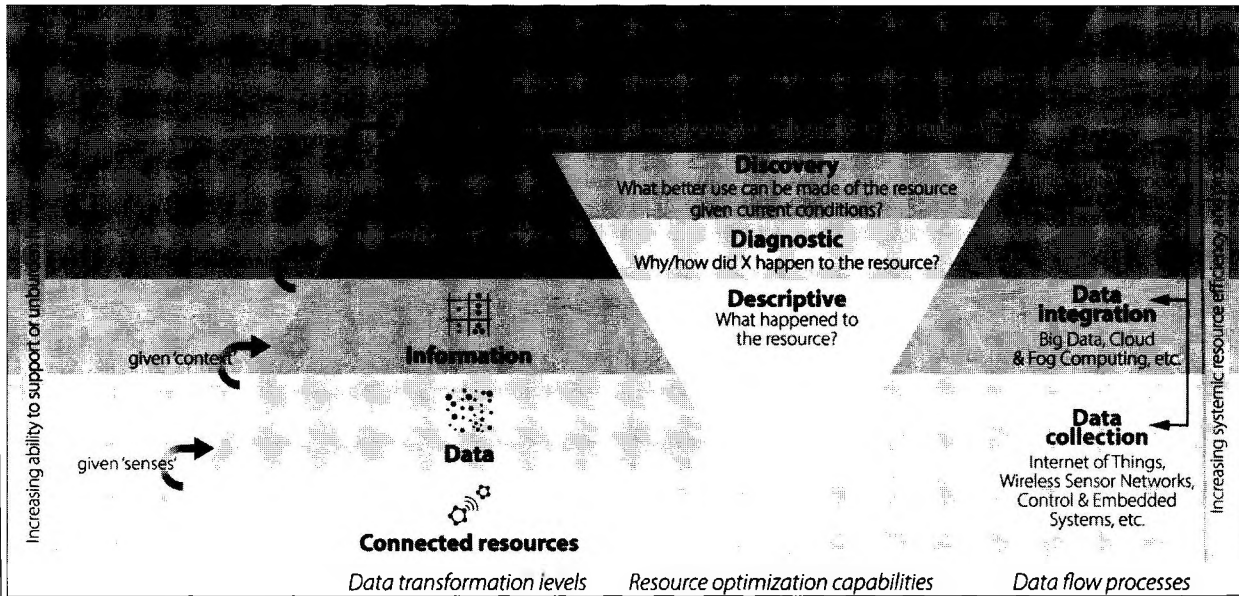 Discovery
What better use can be made of the resource
given current conditions?
Diagnostic
Why/how did X happen to the resource?
Descriptive
What happened to
the resource?
Information
given 'context'
Data
given 'senses'
Connected resources
Data
integration
Big Data, Cloud
& Fog Computing, etc.
Data
collection
Internet of Things,
Wireless Sensor Networks,
Control & Embedded
Systems, etc.
Increasing ability to support or unburden
Increasing systemic resource efficiency and
Data transformation levels
Resource optimization capabilities
Data flow processes